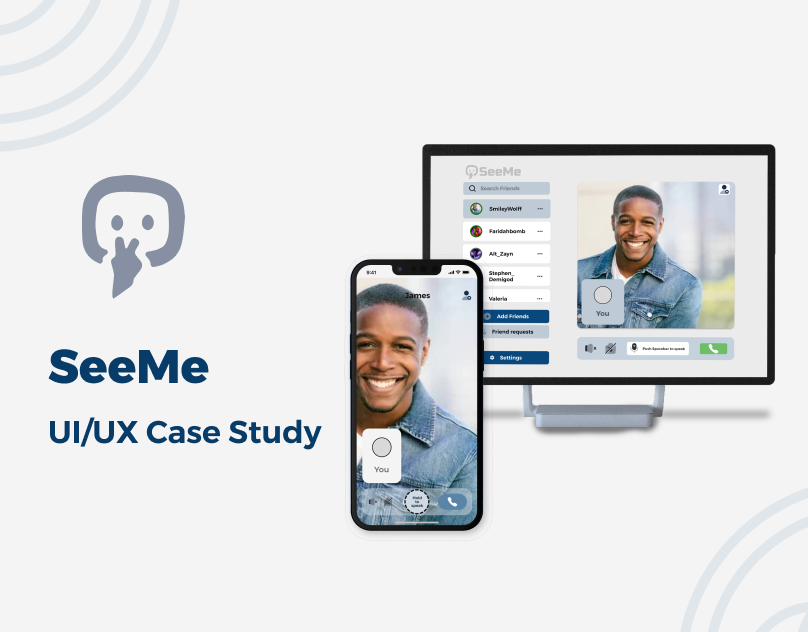 SeeMe
UI/UX Case Study
SeeMe
Search Friends
SmileyWolff
Faridahbomb
Alt_Zayn
Stephen_
Demigod
Valeria
Add Friends
Friend requests
Settings
You
Push Spacebar to speak
9:41
James
You
Hold
to
speak